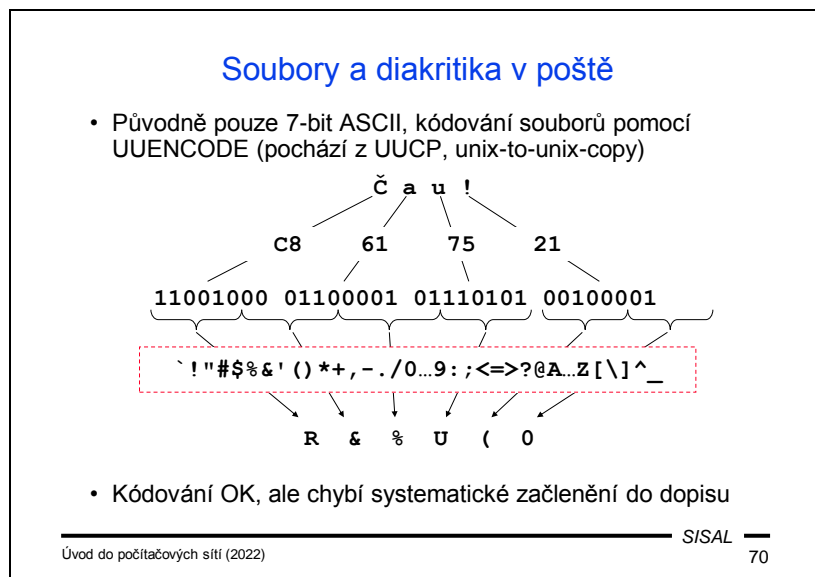 Soubory a diakritika v poště
• Původně pouze 7-bit ASCII, kódování souborů pomocí
UUENCODE (pochází z UUCP, unix-to-unix-copy)
Č a u !
C8 61 75 21
11001000 01100001 01110101 00100001
`!"#$%&'()*+,-./0…9:;<=>?@A…Z[\]^_
R & % U ( 0
• Kódování OK, ale chybí systematické začlenění do dopisu
SISAL
Úvod do počítačových sítí (2022) 70